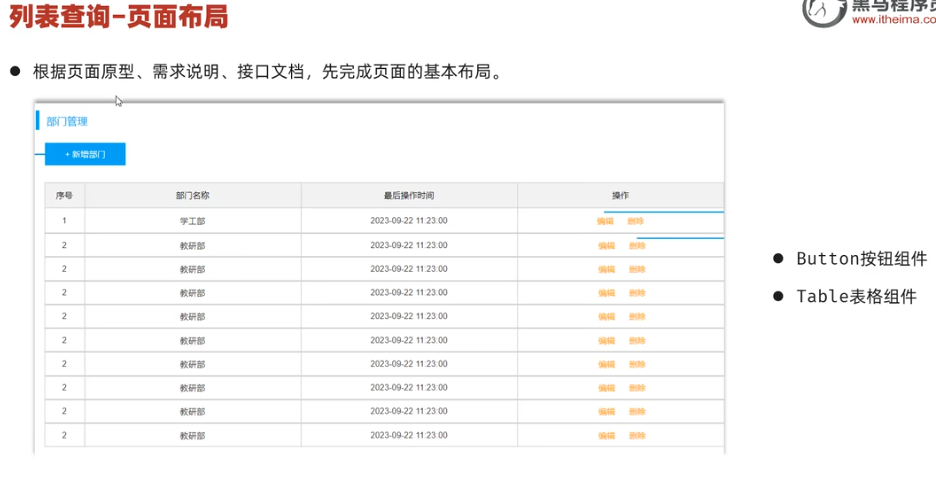 列表查询-页面布局
黑马程序员
www.itheima.co
● 根据页面原型、需求说明、接口文档，先完成页面的基本布局。
部门管理
+ 新增部门
序号 部门名称 最后操作时间 操作
1 学工部 2023-09-22 11:23:00 编辑 删除
2 教研部 2023-09-22 11:23:00 编辑 删除
2 教研部 2023-09-22 11:23:00 编辑 删除
2 教研部 2023-09-22 11:23:00 编辑 删除
2 教研部 2023-09-22 11:23:00 编辑 删除
2 教研部 2023-09-22 11:23:00 编辑 删除
2 教研部 2023-09-22 11:23:00 编辑 删除
2 教研部 2023-09-22 11:23:00 编辑 删除
2 教研部 2023-09-22 11:23:00 编辑 删除
2 教研部 2023-09-22 11:23:00 编辑 删除
● Button按钮组件
● Table表格组件